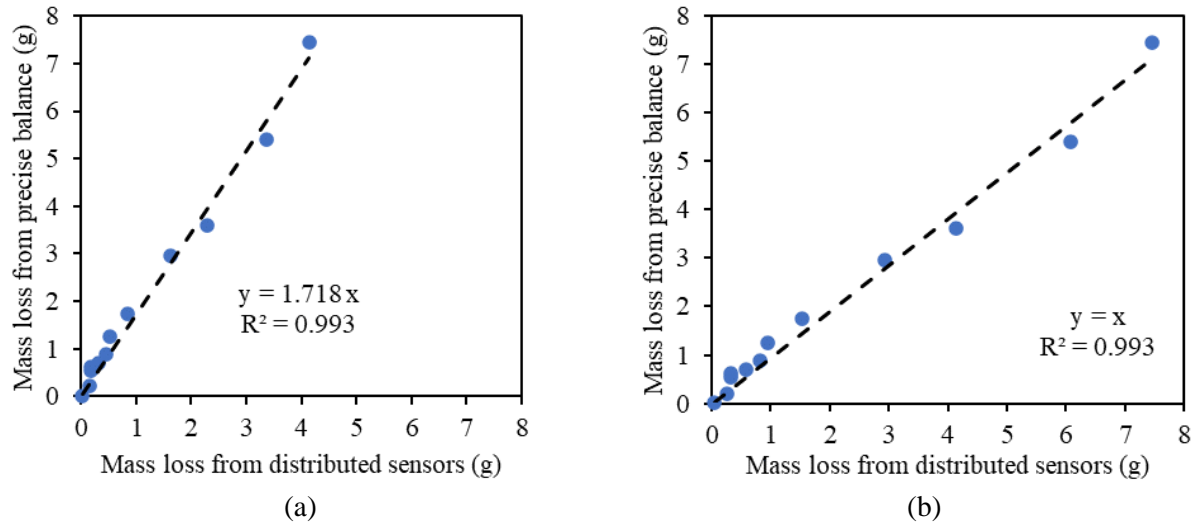 8
7
6
5
4
3
2
1
0
Mass loss from precise balance (g)
y = 1.718 x
R² = 0.993
0 1 2 3 4 5 6 7 8
Mass loss from distributed sensors (g)
(a)
8
7
6
5
4
3
2
1
0
Mass loss from precise balance (g)
y = x
R² = 0.993
0 1 2 3 4 5 6 7 8
Mass loss from distributed sensors (g)
(b)